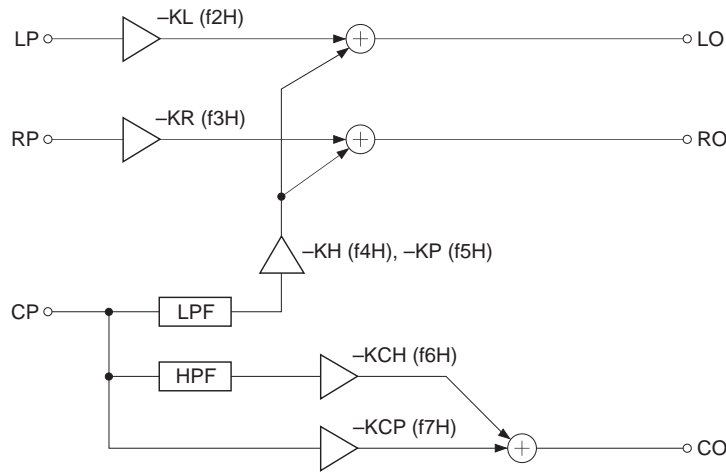 –KL (f2H)
LP
LO
–KR (f3H)
RP
RO
–KH (f4H), –KP (f5H)
CP
LPF
–KCH (f6H)
HPF
–KCP (f7H)
CO